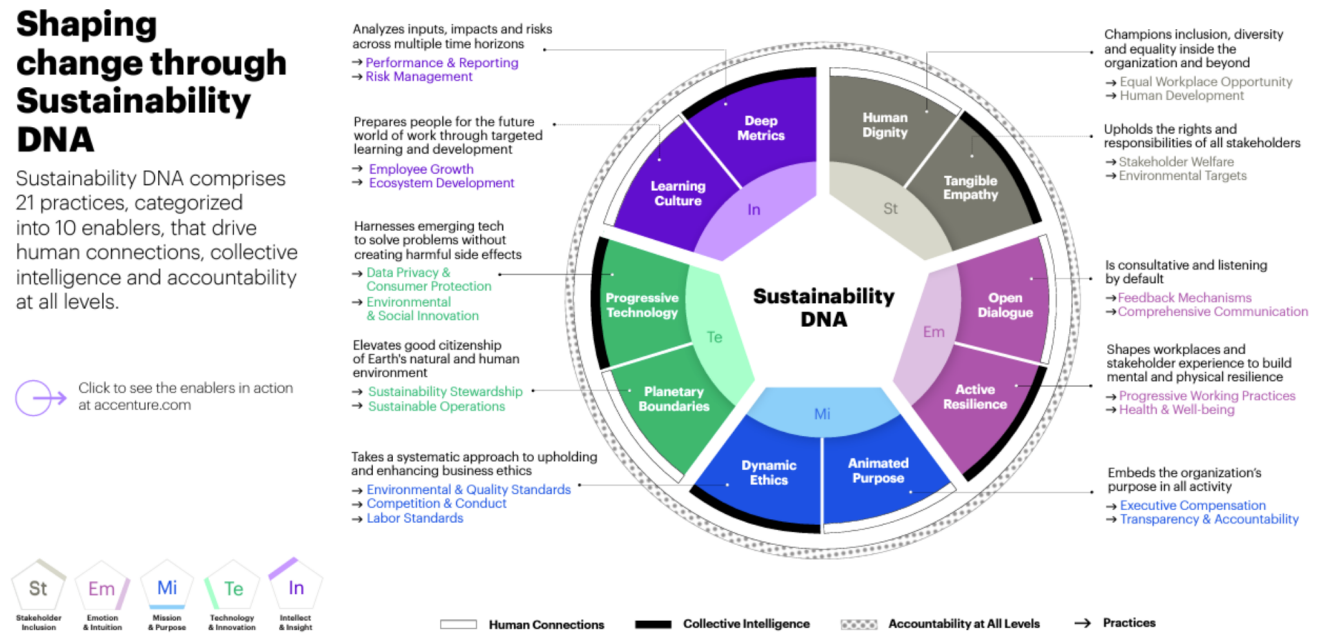 Shaping
change through
Sustainability
DNA
Sustainability DNA comprises
21 practices, categorized
into 10 enablers, that drive
human connections, collective
intelligence and accountability
at all levels.
Click to see the enablers in action
at accenture.com
Analyzes inputs, impacts and risks
across multiple time horizons
→ Performance & Reporting
→ Risk Management
Prepares people for the future
world of work through targeted
learning and development
→ Employee Growth
→ Ecosystem Development
Harnesses emerging tech
to solve problems without
creating harmful side effects
→ Data Privacy &
Consumer Protection
→ Environmental
& Social Innovation
Elevates good citizenship
of Earth's natural and human
environment
→ Sustainability Stewardship
→ Sustainable Operations
Takes a systematic approach to upholding
and enhancing business ethics
→ Environmental & Quality Standards
→ Competition & Conduct
→ Labor Standards
Deep
Metrics
Learning
Culture
In
Human
Dignity
Tangible
Empathy
St
Progressive
Technology
Planetary
Boundaries
Te
Sustainability
DNA
Open
Dialogue
Active
Resilience
Em
Mi
Dynamic
Ethics
Animated
Purpose
Champions inclusion, diversity
and equality inside the
organization and beyond
→ Equal Workplace Opportunity
→ Human Development
Upholds the rights and
responsibilities of all stakeholders
→ Stakeholder Welfare
→ Environmental Targets
Is consultative and listening
by default
→ Feedback Mechanisms
→ Comprehensive Communication
Shapes workplaces and
stakeholder experience to build
mental and physical resilience
→ Progressive Working Practices
→ Health & Well-being
Embeds the organization's
purpose in all activity
→ Executive Compensation
→ Transparency & Accountability
St
Stakeholder
Inclusion
Em
Emotion
& Intuition
Mi
Mission
& Purpose
Te
Technology
& Innovation
In
Intellect
& Insight
Human Connections
Collective Intelligence
Accountability at All Levels
→ Practices